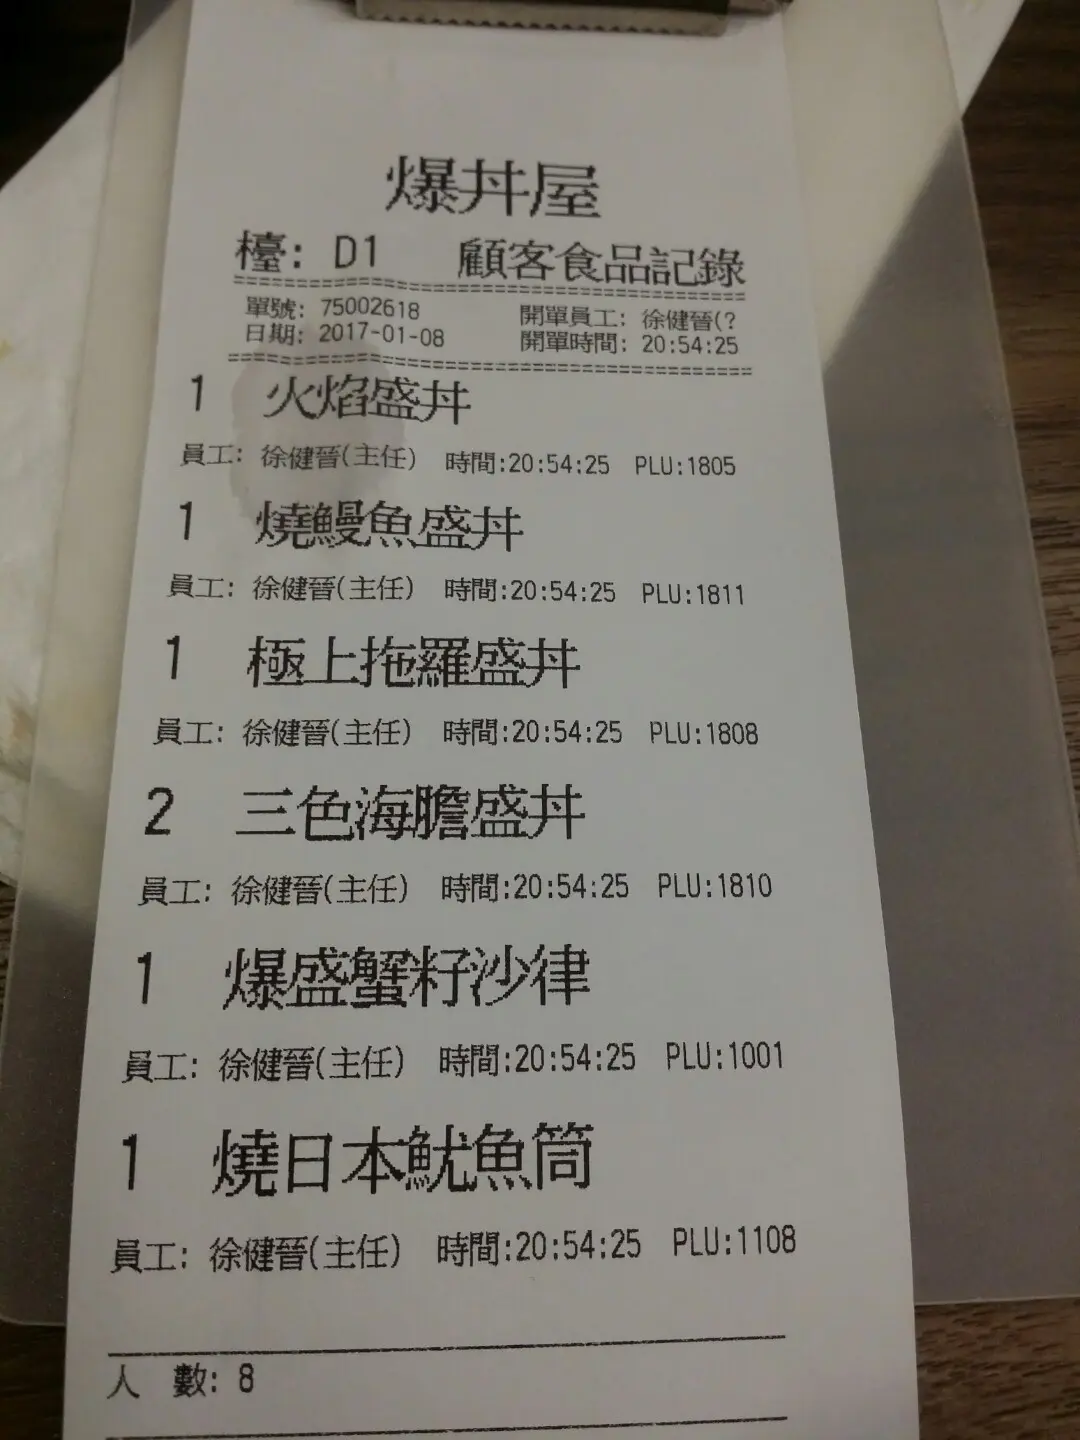 爆丼屋
檯: D1 顧客食品記錄
單號: 75002618 開單員工: 徐健晉(?
日期: 2017-01-08 開單時間: 20:54:25
1 火焰盛丼
員工: 徐健晉(主任) 時間:20:54:25 PLU:1805
1 燒鰻魚盛丼
員工: 徐健晉(主任) 時間:20:54:25 PLU:1811
1 極上拖羅盛丼
員工: 徐健晉(主任) 時間:20:54:25 PLU:1808
2 三色海膽盛丼
員工: 徐健晉(主任) 時間:20:54:25 PLU:1810
1 爆盛蟹籽沙律
員工: 徐健晉(主任) 時間:20:54:25 PLU:1001
1 燒日本魷魚筒
員工: 徐健晉(主任) 時間:20:54:25 PLU:1108
人 數: 8